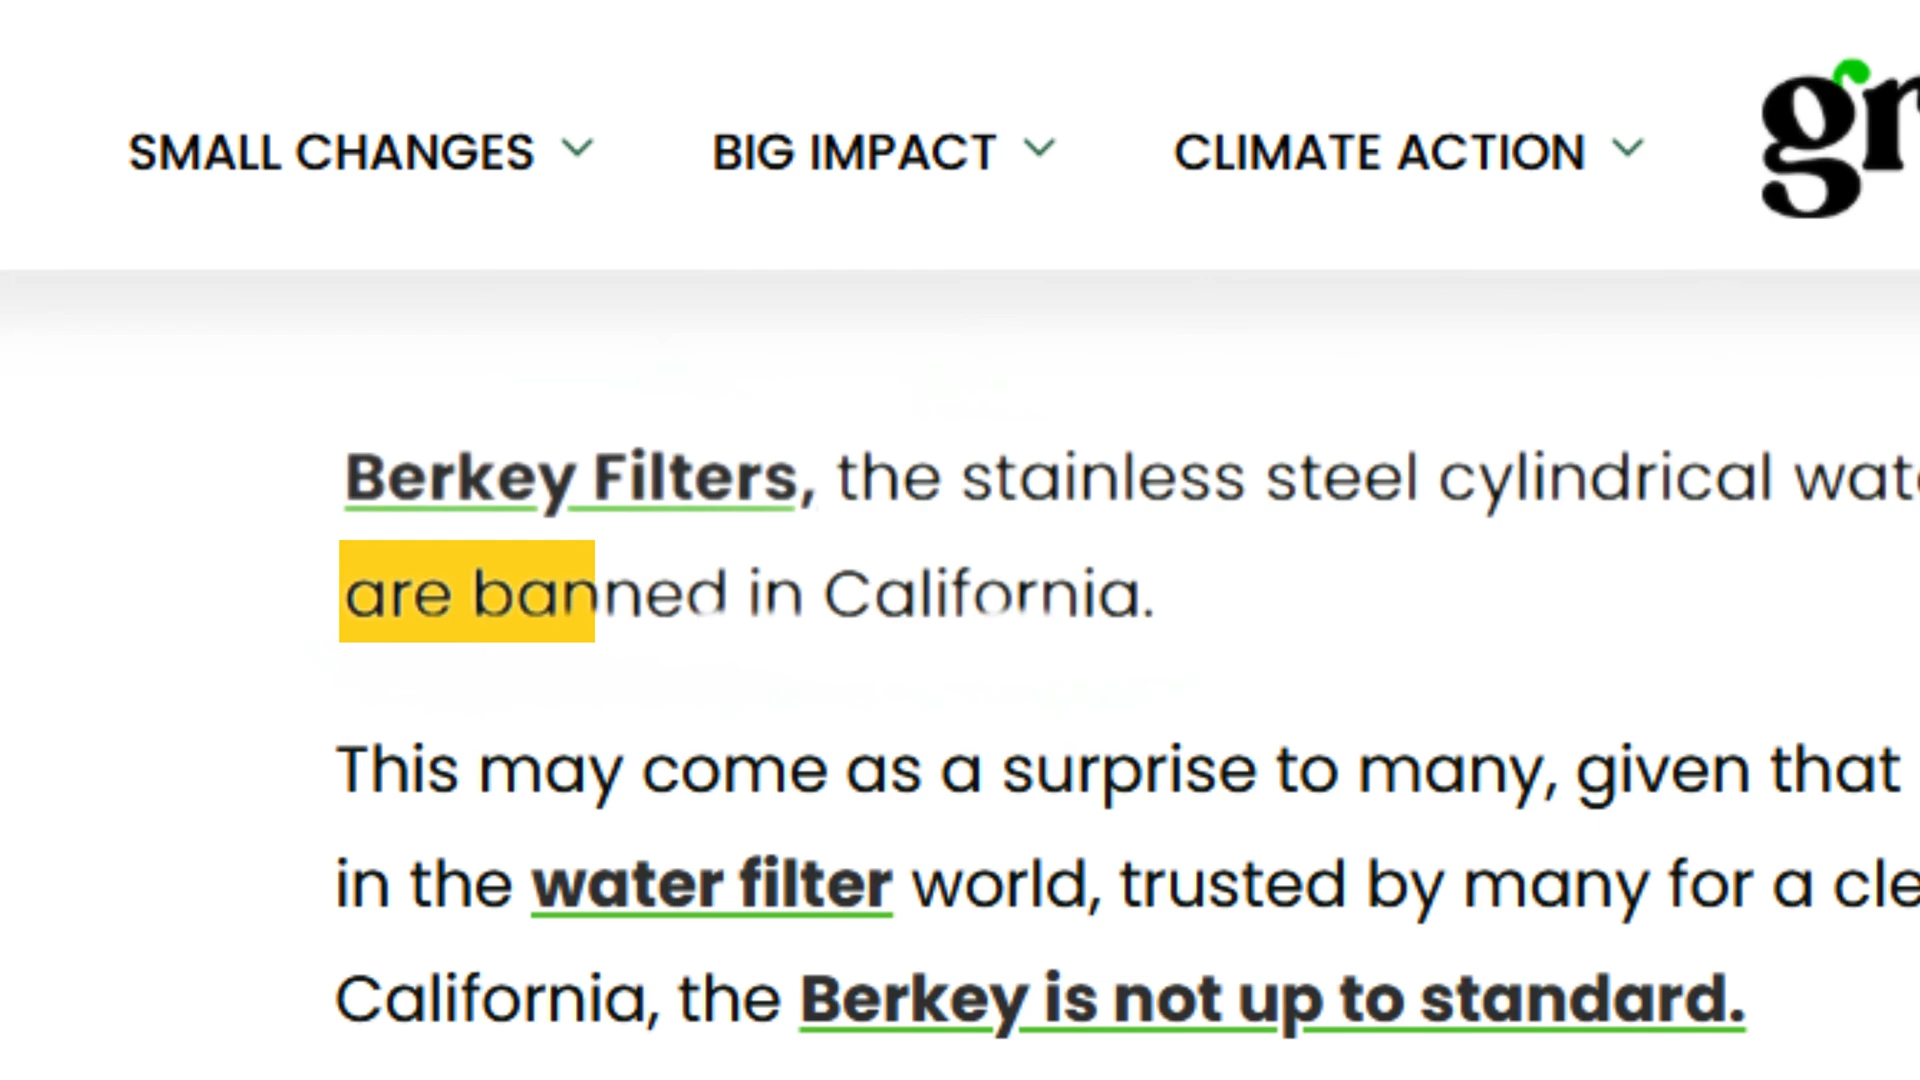 SMALL CHANGES BIG IMPACT CLIMATE ACTION gr
Berkey Filters, the stainless steel cylindrical wat
are banned in California.
This may come as a surprise to many, given that
in the water filter world, trusted by many for a cle
California, the Berkey is not up to standard.